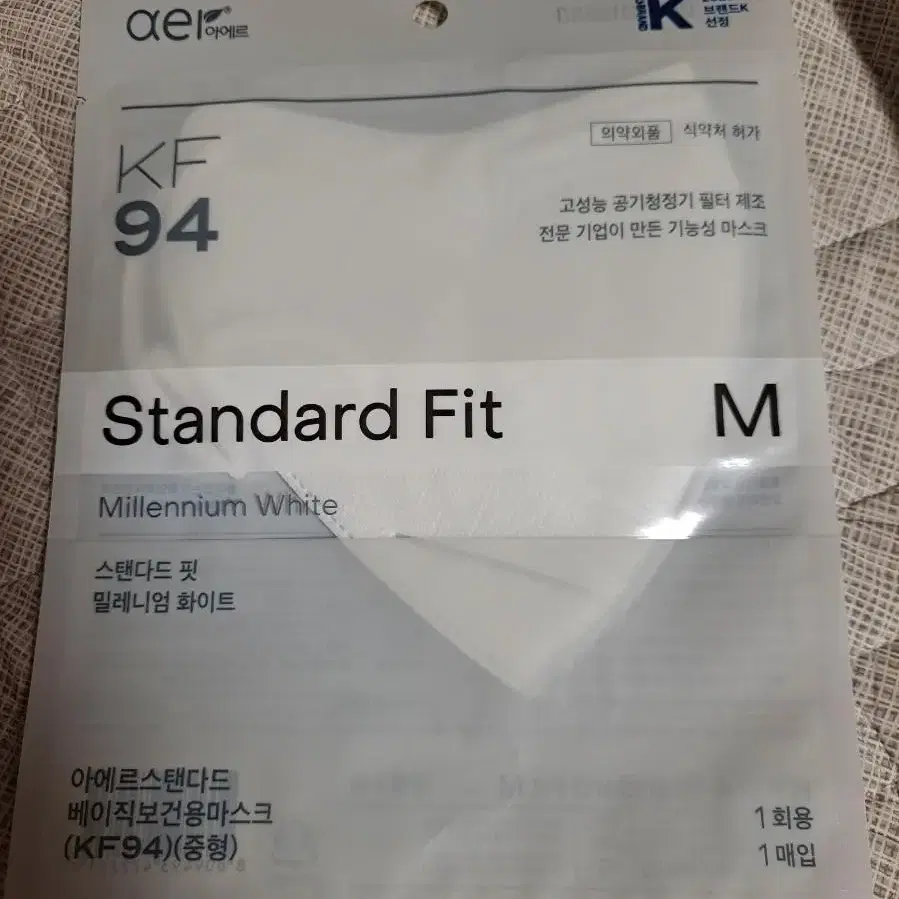 aer® 아에르
K
브랜드K
선정
KF
94
의약외품 식약처 허가
고성능 공기청정기 필터 제조
전문 기업이 만든 기능성 마스크
Standard Fit M
Millennium White
스탠다드 핏
밀레니엄 화이트
아에르스탠다드
베이직보건용마스크
(KF94)(중형)
1회용
1매입